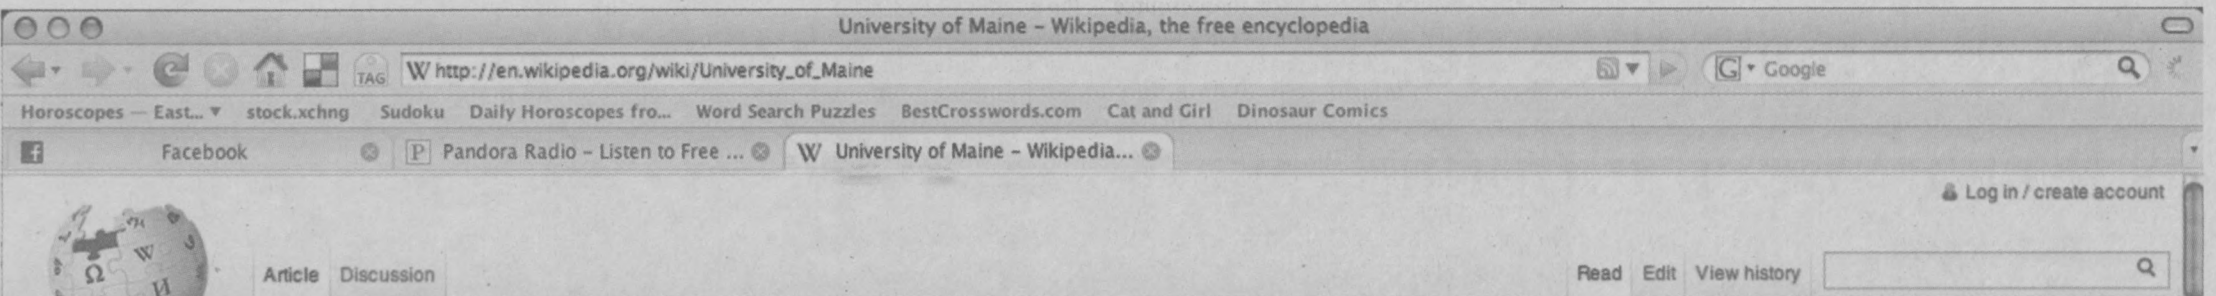 University of Maine – Wikipedia, the free encyclopedia
TAG W http://en.wikipedia.org/wiki/University_of_Maine G Google
Horoscopes — East... stock.xchng Sudoku Daily Horoscopes fro... Word Search Puzzles BestCrosswords.com Cat and Girl Dinosaur Comics
f Facebook P Pandora Radio – Listen to Free ... W University of Maine – Wikipedia...
Log in / create account
W
Ω И
Article Discussion Read Edit View history